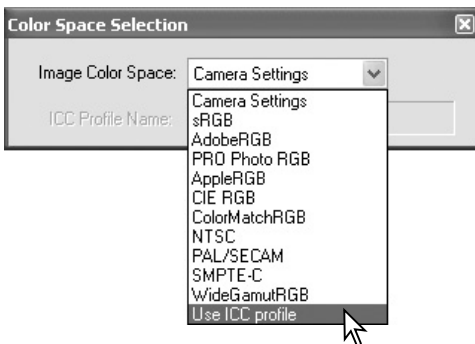 Color Space Selection
Image Color Space: Camera Settings
ICC Profile Name:
Camera Settings
sRGB
AdobeRGB
PRO Photo RGB
AppleRGB
CIE RGB
ColorMatchRGB
NTSC
PAL/SECAM
SMPTE-C
WideGamutRGB
Use ICC profile